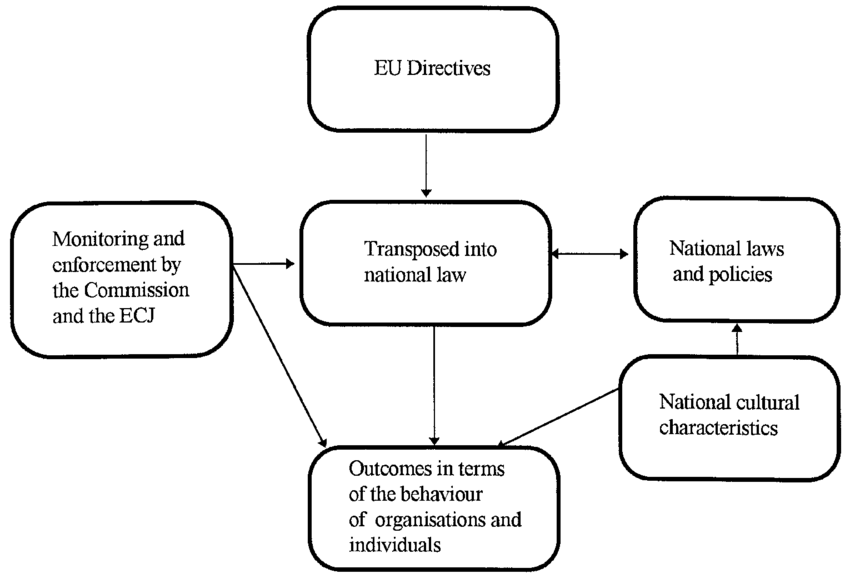 EU Directives
Monitoring and
enforcement by
the Commission
and the ECJ
Transposed into
national law
National laws
and policies
National cultural
characteristics
Outcomes in terms
of the behaviour
of organisations and
individuals